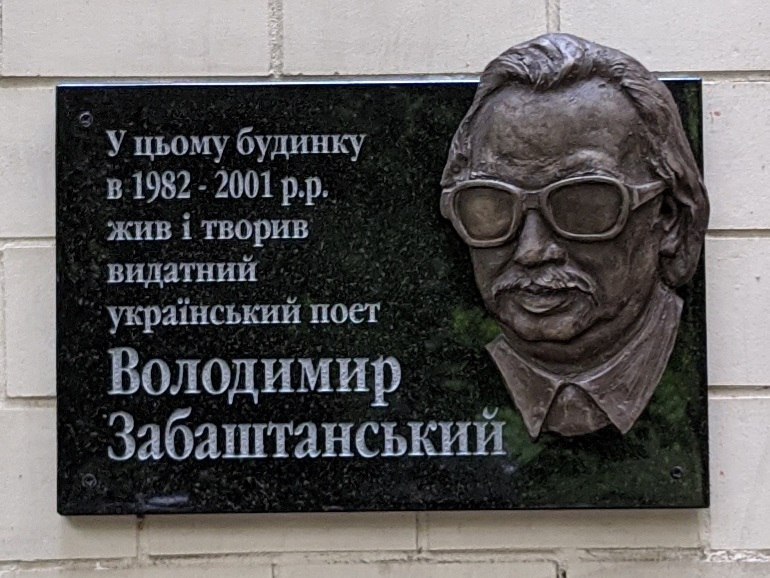 У цьому будинку
в 1982 - 2001 р.р.
жив і творив
видатний
український поет
Володимир
Забаштанський